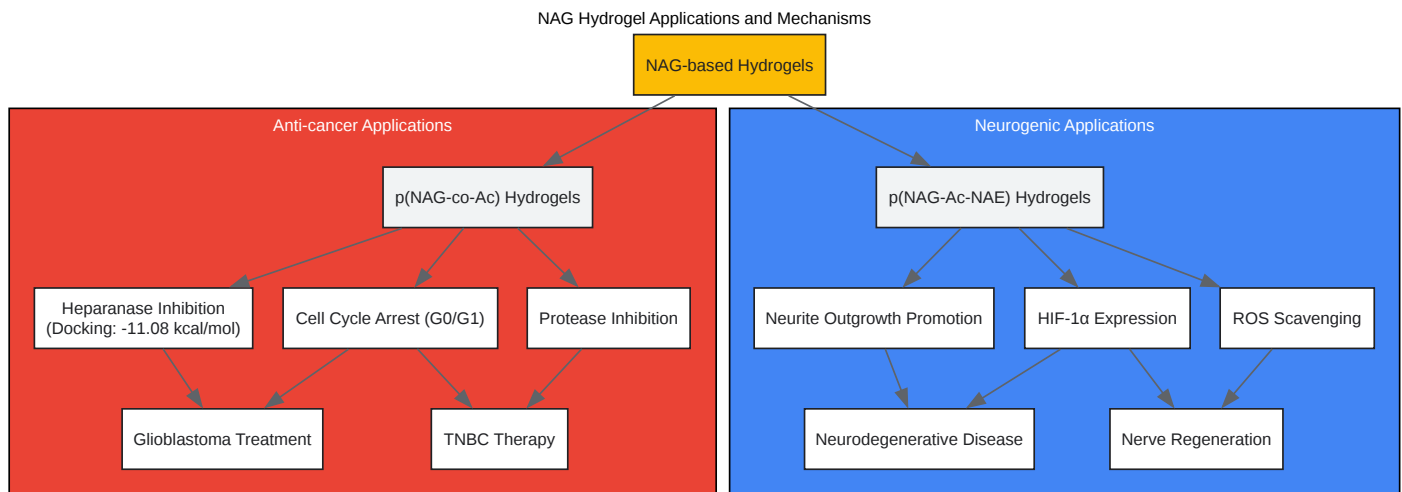 NAG Hydrogel Applications and Mechanisms
NAG-based Hydrogels
Anti-cancer Applications
Neurogenic Applications
p(NAG-co-Ac) Hydrogels
p(NAG-Ac-NAE) Hydrogels
Heparanase Inhibition
(Docking: -11.08 kcal/mol)
Cell Cycle Arrest (G0/G1)
Protease Inhibition
Neurite Outgrowth Promotion
HIF-1α Expression
ROS Scavenging
Glioblastoma Treatment
TNBC Therapy
Neurodegenerative Disease
Nerve Regeneration